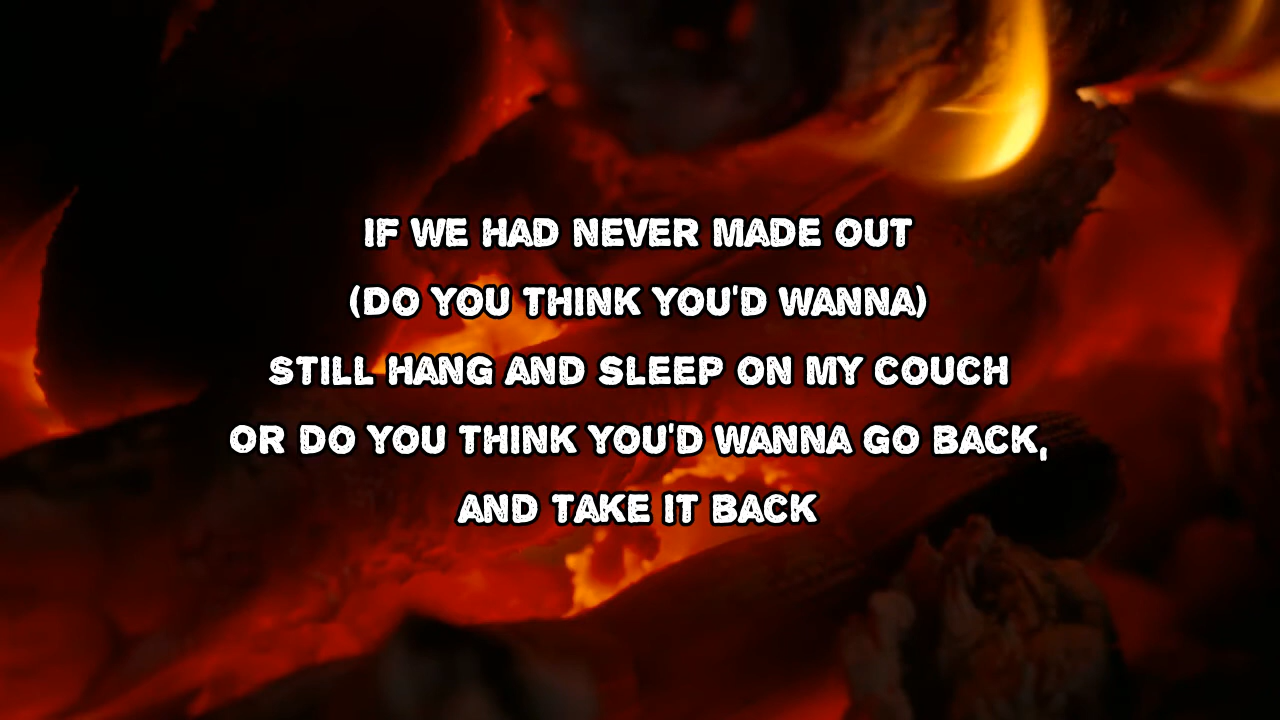 IF WE HAD NEVER MADE OUT
(DO YOU THINK YOU'D WANNA)
STILL HANG AND SLEEP ON MY COUCH
OR DO YOU THINK YOU'D WANNA GO BACK,
AND TAKE IT BACK